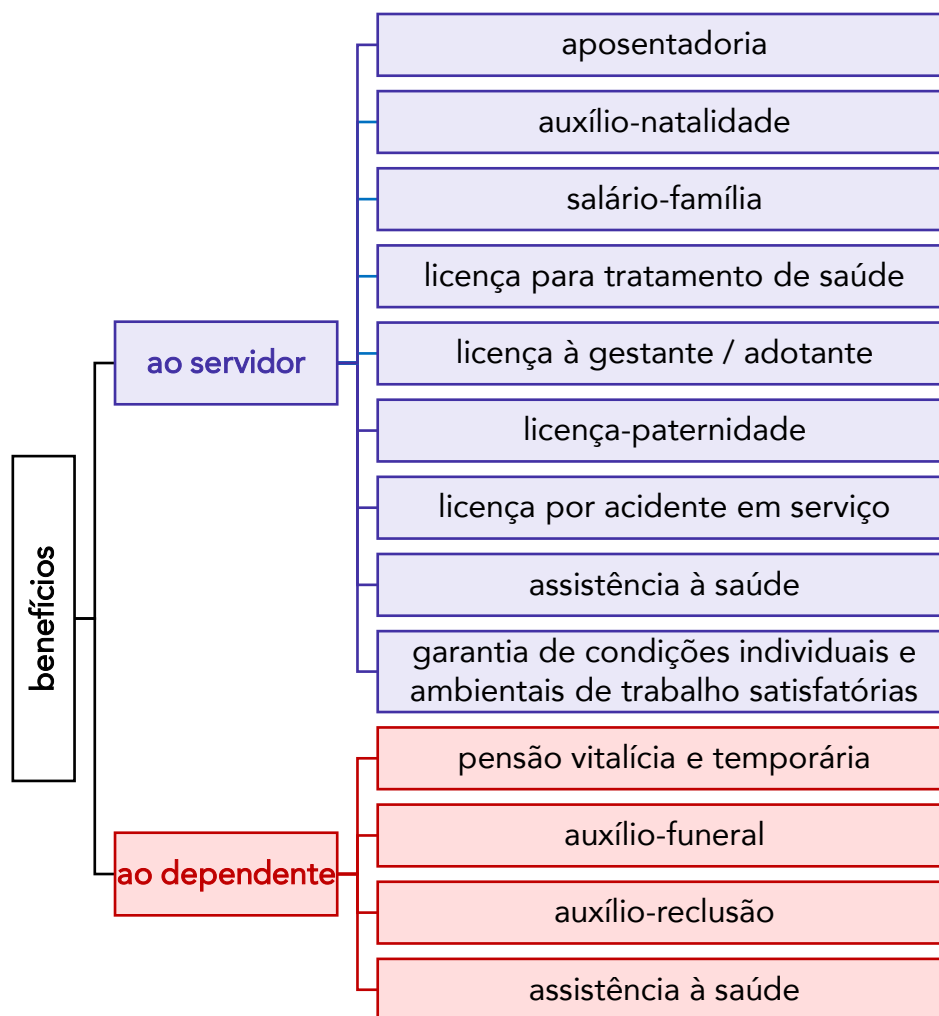 benefícios
ao servidor
aposentadoria
auxílio-natalidade
salário-família
licença para tratamento de saúde
licença à gestante / adotante
licença-paternidade
licença por acidente em serviço
assistência à saúde
garantia de condições individuais e
ambientais de trabalho satisfatórias
ao dependente
pensão vitalícia e temporária
auxílio-funeral
auxílio-reclusão
assistência à saúde